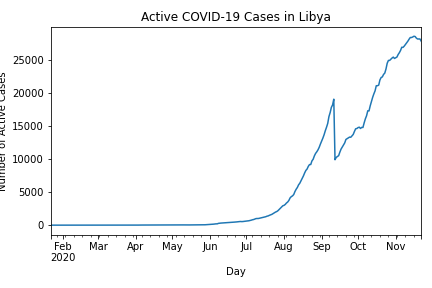 Active COVID-19 Cases in Libya
Number of Active Cases
25000
20000
15000
10000
5000
0
Feb Mar Apr May Jun Jul Aug Sep Oct Nov
2020
Day